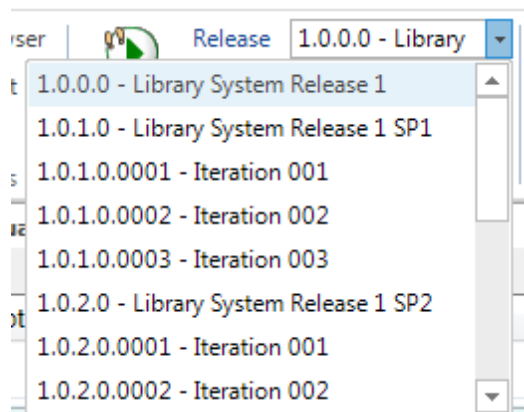 Release 1.0.0.0 - Library
1.0.0.0 - Library System Release 1
1.0.1.0 - Library System Release 1 SP1
1.0.1.0.0001 - Iteration 001
1.0.1.0.0002 - Iteration 002
1.0.1.0.0003 - Iteration 003
1.0.2.0 - Library System Release 1 SP2
1.0.2.0.0001 - Iteration 001
1.0.2.0.0002 - Iteration 002